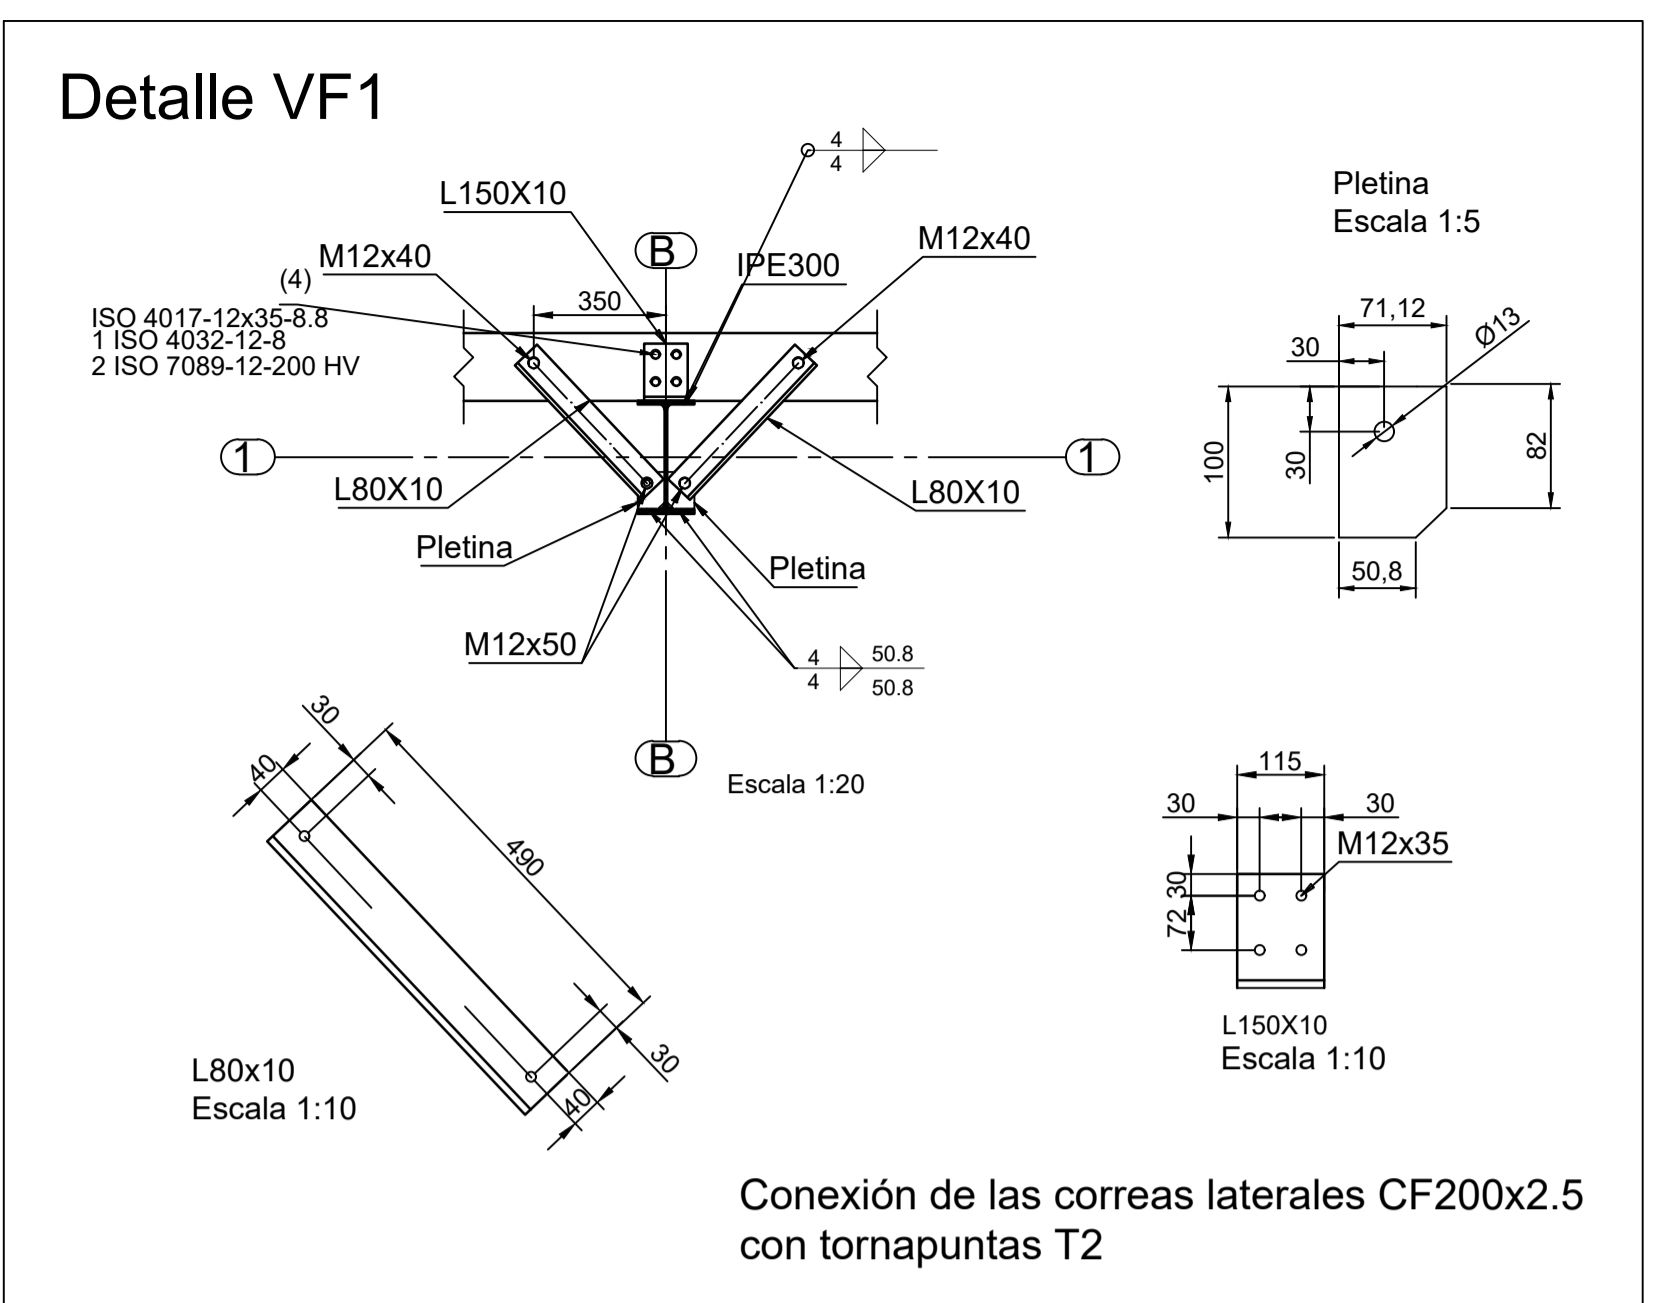 Detalle VF1
4
4
L150X10
Pletina
Escala 1:5
M12x40
B
IPE300
M12x40
(4)
350
ISO 4017-12x35-8.8
1 ISO 4032-12-8
2 ISO 7089-12-200 HV
71,12
Ø13
30
100
30
82
50,8
1
1
L80X10
L80X10
Pletina
Pletina
M12x50
4
50.8
4
50.8
30
40
B
Escala 1:20
490
30
40
L80x10
Escala 1:10
115
30
30
M12x35
30
72
L150X10
Escala 1:10
Conexión de las correas laterales CF200x2.5
con tornapuntas T2